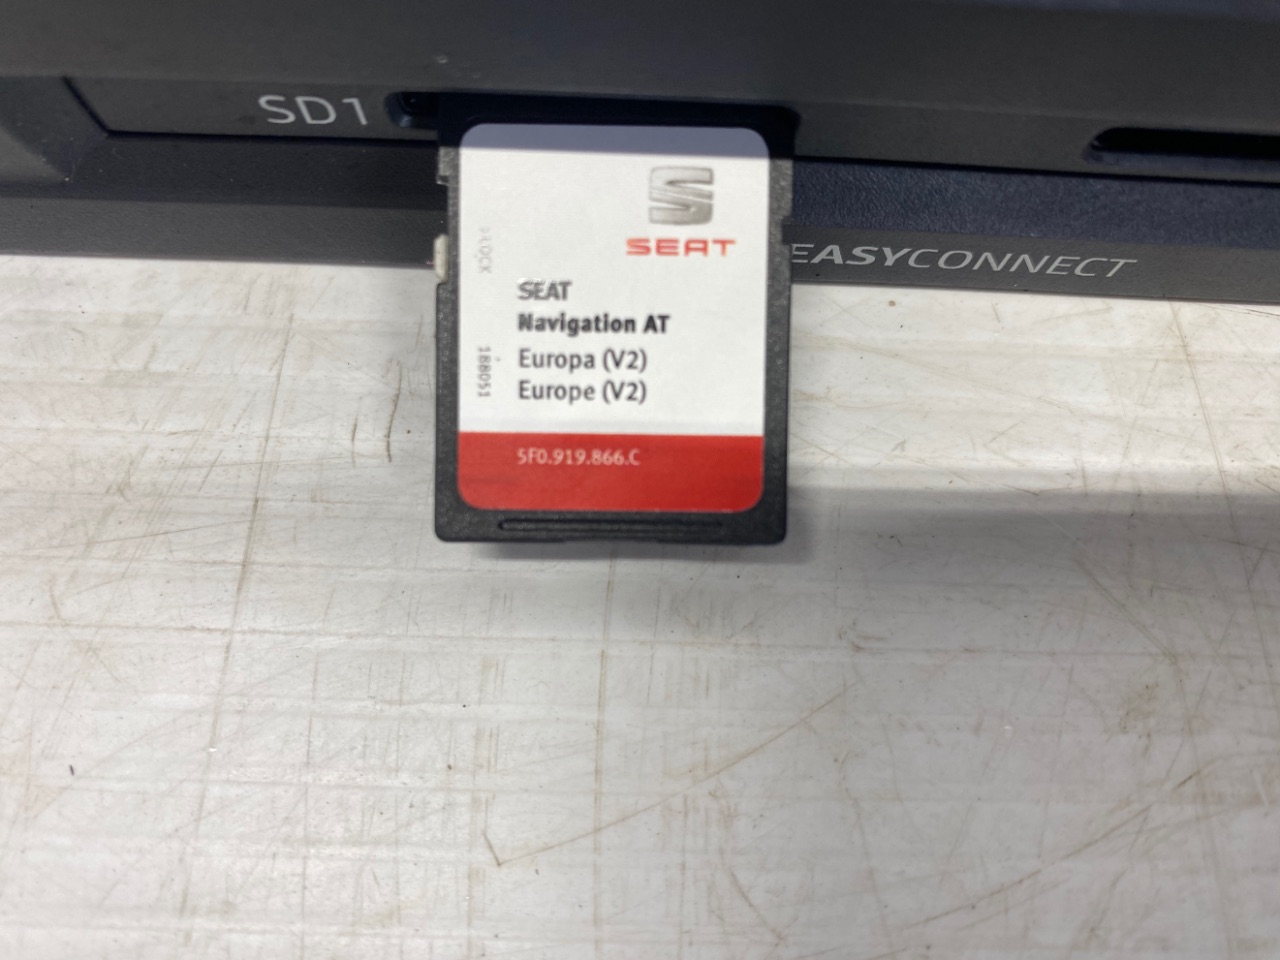 SD1
SEAT
LOCK
SEAT
Navigation AT
Europa (V2)
Europe (V2)
188051
5F0.919.866.C
EASYCONNECT